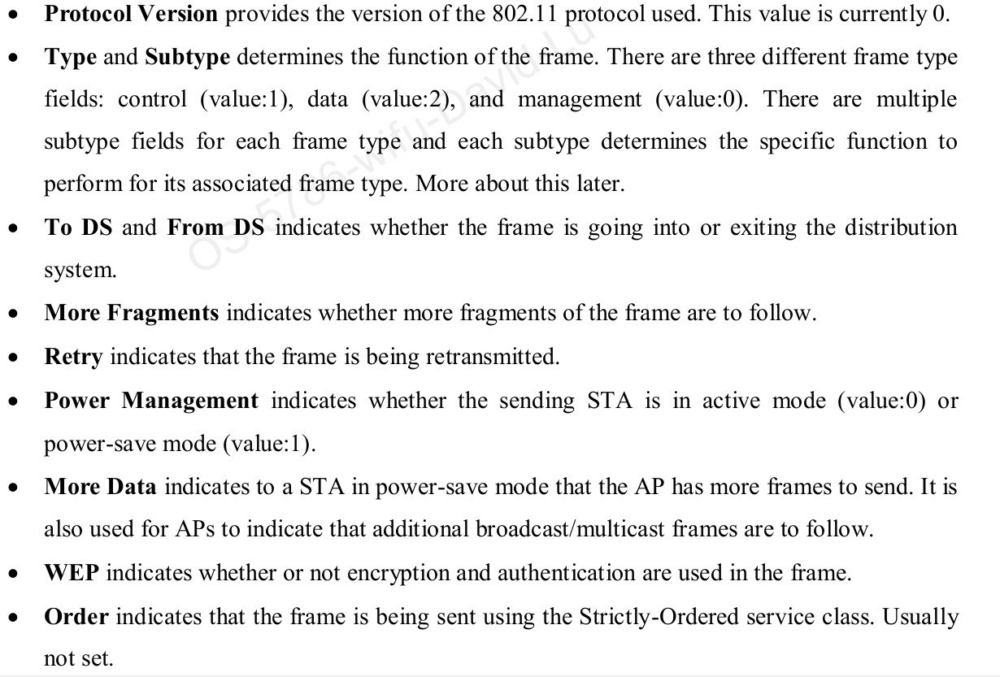 • Protocol Version provides the version of the 802.11 protocol used. This value is currently 0.
• Type and Subtype determines the function of the frame. There are three different frame type
fields: control (value:1), data (value:2), and management (value:0). There are multiple
subtype fields for each frame type and each subtype determines the specific function to
perform for its associated frame type. More about this later.
• To DS and From DS indicates whether the frame is going into or exiting the distribution
system.
• More Fragments indicates whether more fragments of the frame are to follow.
• Retry indicates that the frame is being retransmitted.
• Power Management indicates whether the sending STA is in active mode (value:0) or
power-save mode (value:1).
• More Data indicates to a STA in power-save mode that the AP has more frames to send. It is
also used for APs to indicate that additional broadcast/multicast frames are to follow.
• WEP indicates whether or not encryption and authentication are used in the frame.
• Order indicates that the frame is being sent using the Strictly-Ordered service class. Usually
not set.
OS-5786-wifu-David-Lu